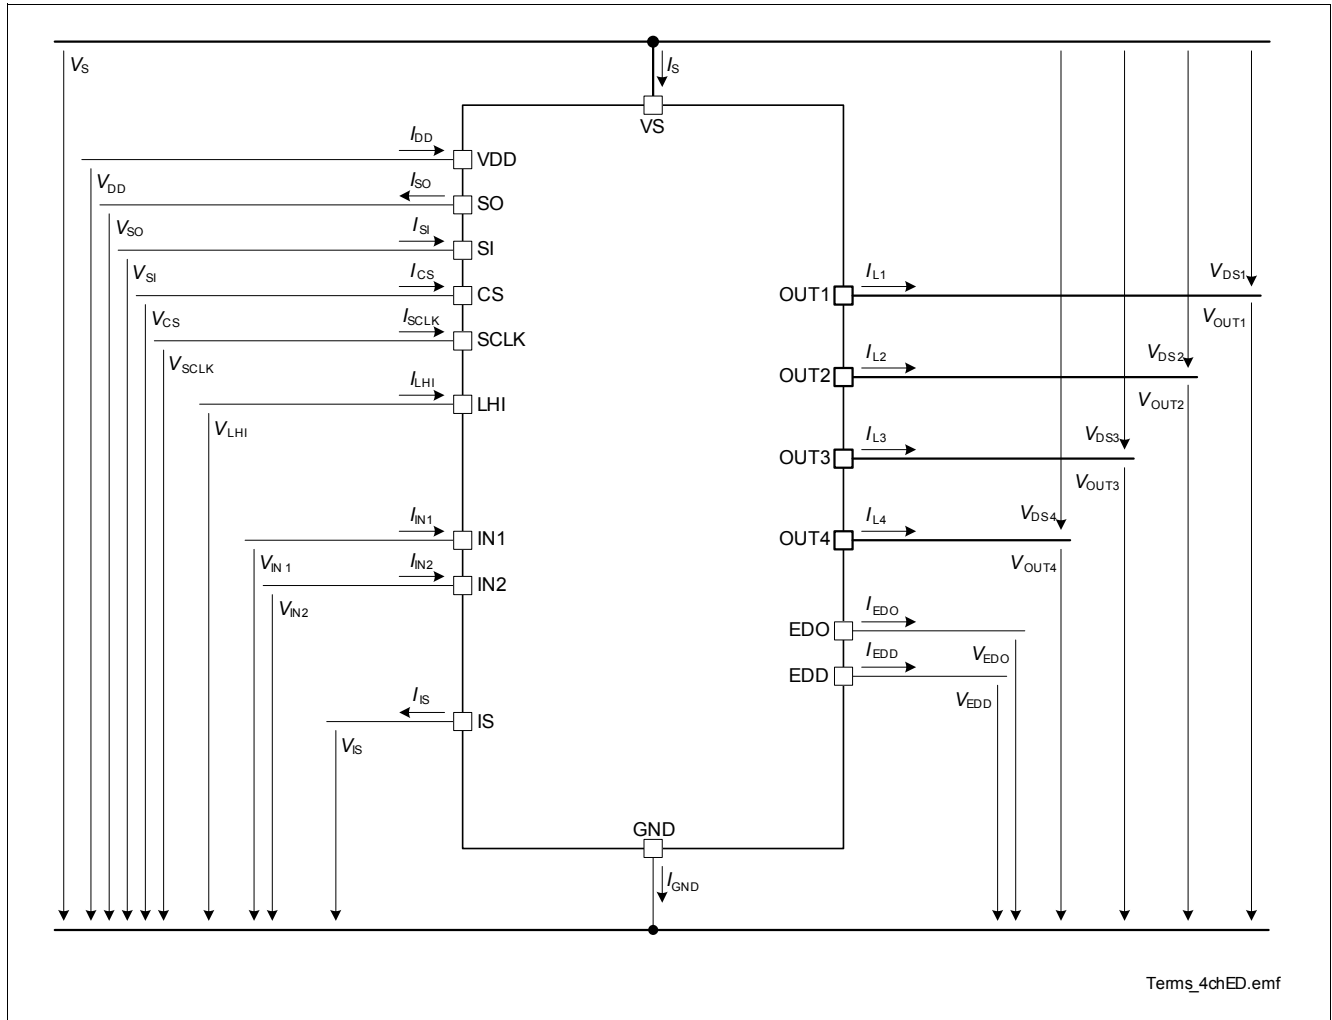 VS
IS
VS
IDD
VDD
VDD
ISO
SO
VSO
ISI
SI
VSI
ICS
CS
VCS
ISCLK
SCLK
VSCLK
ILHI
LHI
VLHI
IIN1
IN1
VIN1
IIN2
IN2
VIN2
IIS
IS
VIS
OUT1
IL1
VDS1
VOUT1
OUT2
IL2
VDS2
VOUT2
OUT3
IL3
VDS3
VOUT3
OUT4
IL4
VDS4
VOUT4
EDO
IEDO
VEDO
EDD
IEDD
VEDD
GND
IGND
Terms_4chED.emf